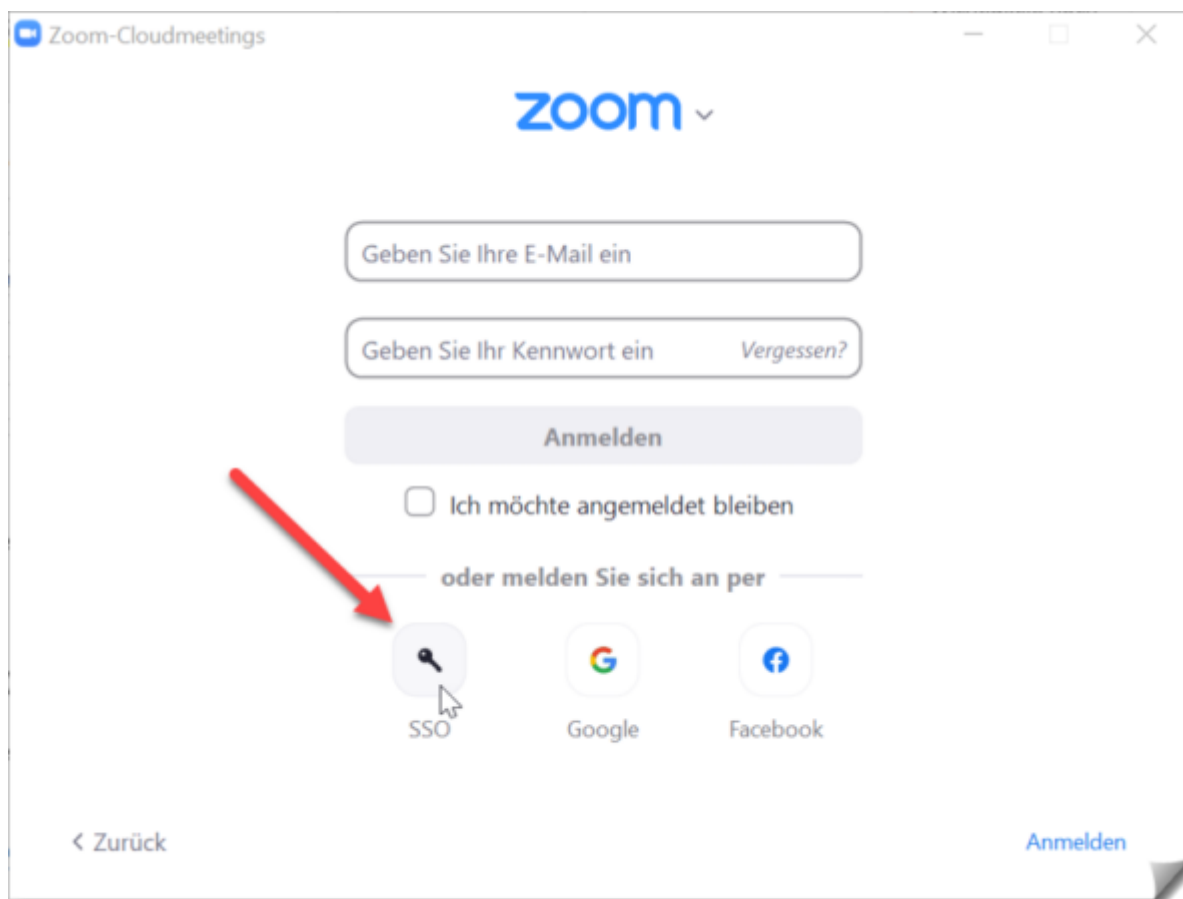 Zoom-Cloudmeetings
zoom
Geben Sie Ihre E-Mail ein
Geben Sie Ihr Kennwort ein Vergessen?
Anmelden
Ich möchte angemeldet bleiben
oder melden Sie sich an per
SSO Google Facebook
Zurück Anmelden